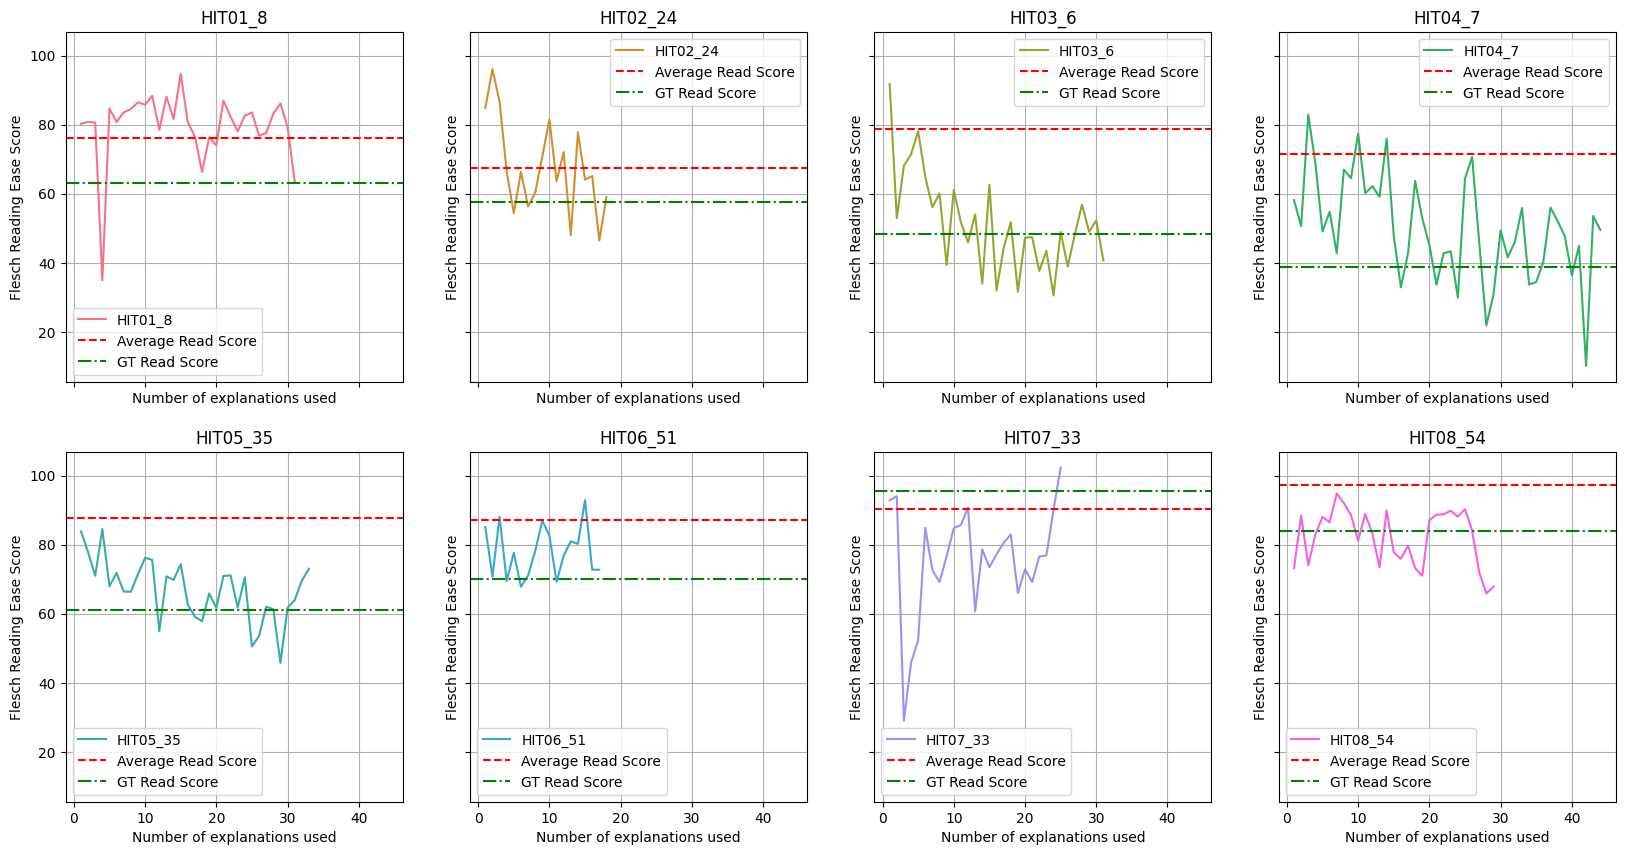 HIT01_8
100
80
60
40
20
Flesch Reading Ease Score
HIT01_8
Average Read Score
GT Read Score
Number of explanations used
HIT02_24
Flesch Reading Ease Score
HIT02_24
Average Read Score
GT Read Score
Number of explanations used
HIT03_6
Flesch Reading Ease Score
HIT03_6
Average Read Score
GT Read Score
Number of explanations used
HIT04_7
Flesch Reading Ease Score
HIT04_7
Average Read Score
GT Read Score
Number of explanations used
HIT05_35
100
80
60
40
20
Flesch Reading Ease Score
HIT05_35
Average Read Score
GT Read Score
0 10 20 30 40
Number of explanations used
HIT06_51
Flesch Reading Ease Score
HIT06_51
Average Read Score
GT Read Score
0 10 20 30 40
Number of explanations used
HIT07_33
Flesch Reading Ease Score
HIT07_33
Average Read Score
GT Read Score
0 10 20 30 40
Number of explanations used
HIT08_54
Flesch Reading Ease Score
HIT08_54
Average Read Score
GT Read Score
0 10 20 30 40
Number of explanations used